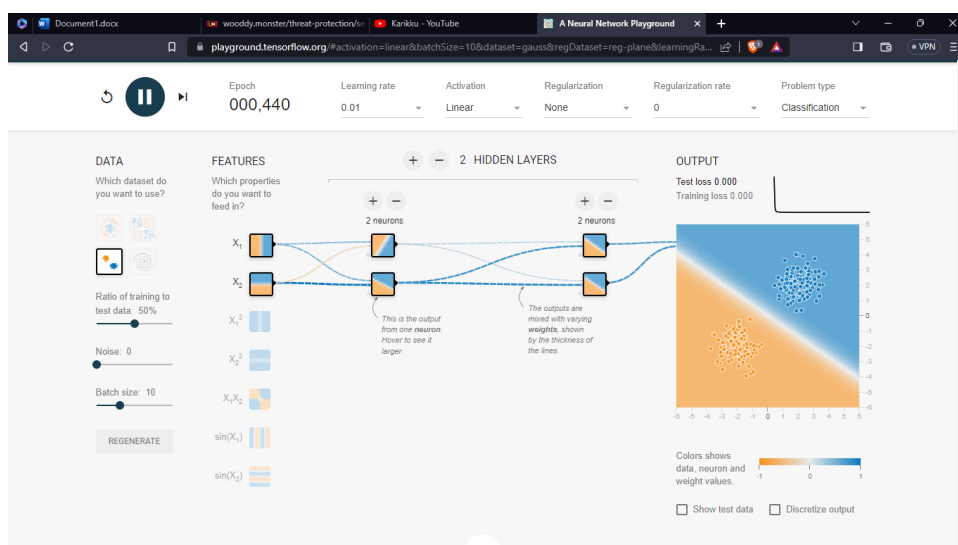 Document1.docx
wooddy.monster/threat-protection/se
Karikku - YouTube
A Neural Network Playground
playground.tensorflow.org/#activation=linear&batchSize=10&dataset=gauss&regDataset=reg-plane&learningRa...
VPN
Epoch
000,440
Learning rate
0.01
Activation
Linear
Regularization
None
Regularization rate
0
Problem type
Classification
DATA
Which dataset do
you want to use?
Ratio of training to
test data: 50%
Noise: 0
Batch size: 10
REGENERATE
FEATURES
Which properties
do you want to
feed in?
X₁
X₂
X₁²
X₂²
X₁X₂
sin(X₁)
sin(X₂)
+ − 2 HIDDEN LAYERS
+ −
2 neurons
+ −
2 neurons
This is the output
from one neuron.
Hover to see it
larger.
The outputs are
mixed with varying
weights, shown
by the thickness of
the lines.
OUTPUT
Test loss 0.000
Training loss 0.000
6
5
4
3
2
1
0
-1
-2
-3
-4
-5
-6
-6 -5 -4 -3 -2 -1 0 1 2 3 4 5 6
Colors shows
data, neuron and
weight values.
-1 0 1
Show test data
Discretize output